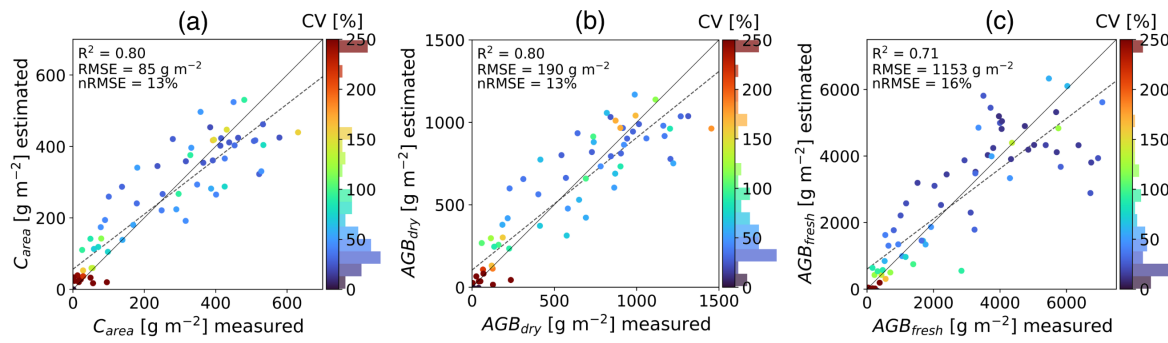 (a)
CV [%]
R² = 0.80
RMSE = 85 g m⁻²
nRMSE = 13%
600
400
200
0
0
200
400
600
C_area [g m⁻²] estimated
C_area [g m⁻²] measured
250
200
150
100
50
0
(b)
CV [%]
R² = 0.80
RMSE = 190 g m⁻²
nRMSE = 13%
1500
1000
500
0
0
500
1000
1500
AGB_dry [g m⁻²] estimated
AGB_dry [g m⁻²] measured
250
200
150
100
50
0
(c)
CV [%]
R² = 0.71
RMSE = 1153 g m⁻²
nRMSE = 16%
6000
4000
2000
0
0
2000
4000
6000
AGB_fresh [g m⁻²] estimated
AGB_fresh [g m⁻²] measured
250
200
150
100
50
0